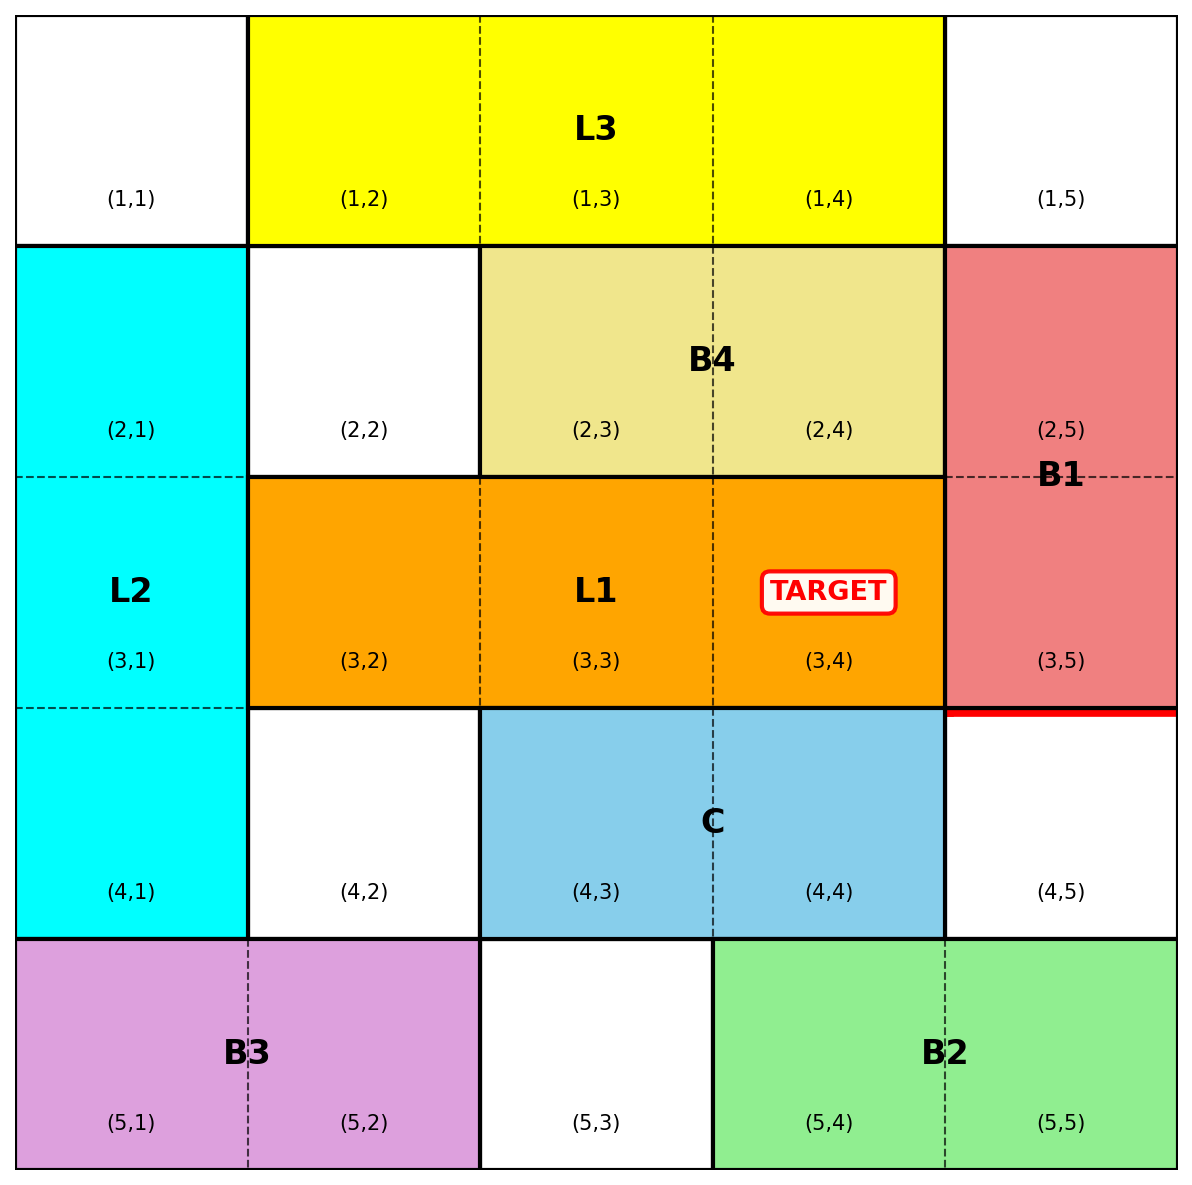 L3
(1,1) (1,2) (1,3) (1,4) (1,5)
B4
(2,1) (2,2) (2,3) (2,4) (2,5)
B1
L2 L1 TARGET
(3,1) (3,2) (3,3) (3,4) (3,5)
C
(4,1) (4,2) (4,3) (4,4) (4,5)
B3 B2
(5,1) (5,2) (5,3) (5,4) (5,5)